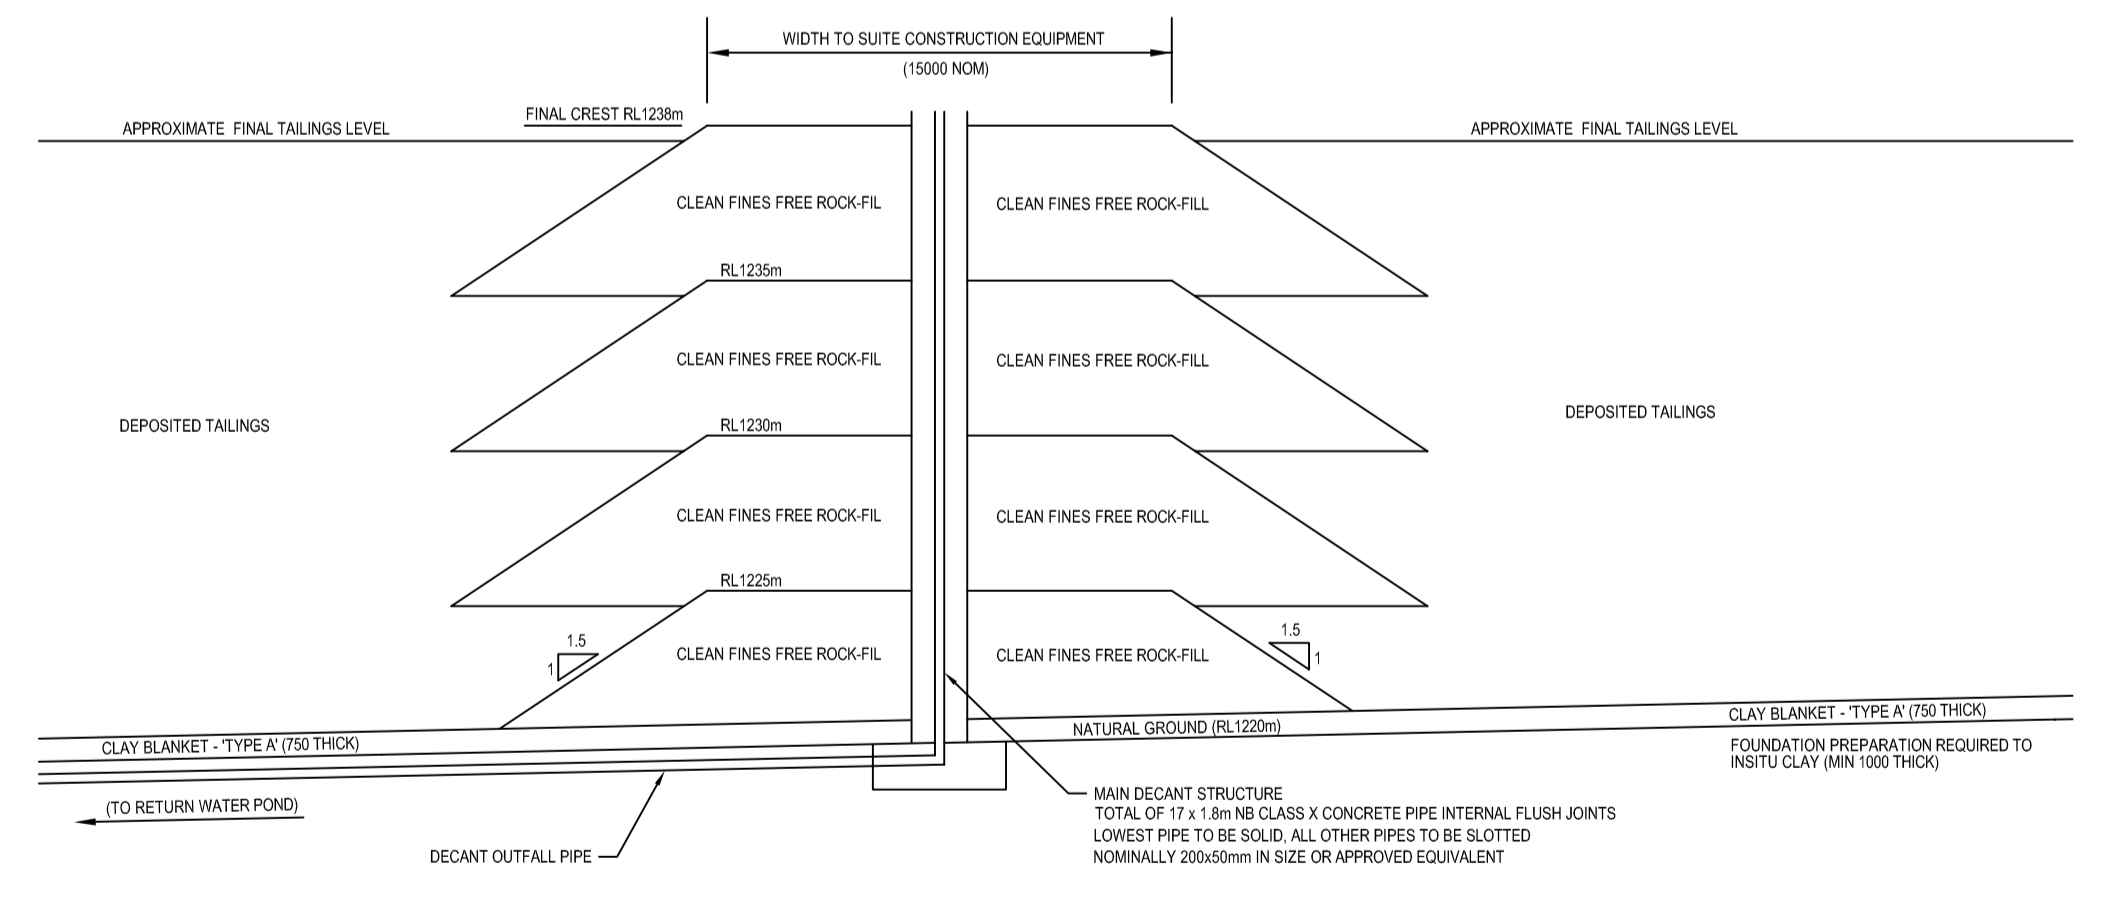 WIDTH TO SUITE CONSTRUCTION EQUIPMENT
(15000 NOM)
FINAL CREST RL1238m
APPROXIMATE FINAL TAILINGS LEVEL
APPROXIMATE FINAL TAILINGS LEVEL
CLEAN FINES FREE ROCK-FIL
CLEAN FINES FREE ROCK-FILL
RL1235m
CLEAN FINES FREE ROCK-FIL
CLEAN FINES FREE ROCK-FILL
DEPOSITED TAILINGS
RL1230m
DEPOSITED TAILINGS
CLEAN FINES FREE ROCK-FIL
CLEAN FINES FREE ROCK-FILL
RL1225m
1.5
1
CLEAN FINES FREE ROCK-FIL
CLEAN FINES FREE ROCK-FILL
1.5
1
CLAY BLANKET - 'TYPE A' (750 THICK)
NATURAL GROUND (RL1220m)
CLAY BLANKET - 'TYPE A' (750 THICK)
FOUNDATION PREPARATION REQUIRED TO
INSITU CLAY (MIN 1000 THICK)
(TO RETURN WATER POND)
DECANT OUTFALL PIPE
MAIN DECANT STRUCTURE
TOTAL OF 17 x 1.8m NB CLASS X CONCRETE PIPE INTERNAL FLUSH JOINTS
LOWEST PIPE TO BE SOLID, ALL OTHER PIPES TO BE SLOTTED
NOMINALLY 200x50mm IN SIZE OR APPROVED EQUIVALENT